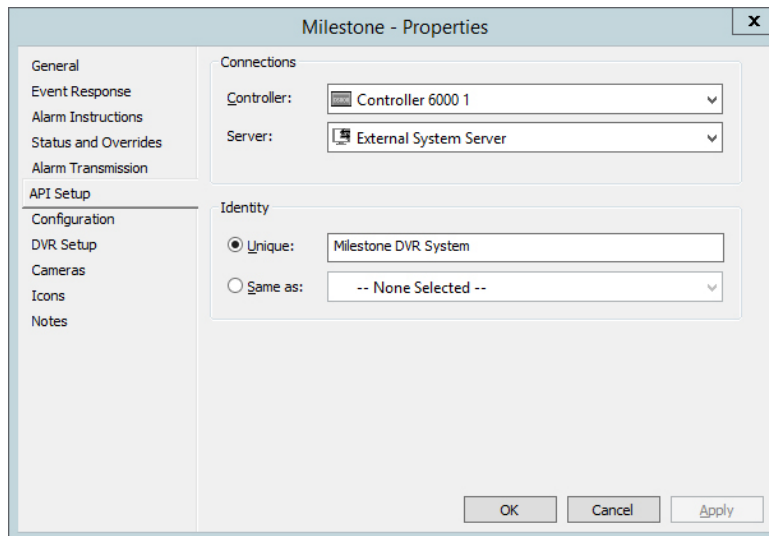 Milestone - Properties
x
General
Event Response
Alarm Instructions
Status and Overrides
Alarm Transmission
API Setup
Configuration
DVR Setup
Cameras
Icons
Notes
Connections
Controller: Controller 6000 1
Server: External System Server
Identity
Unique: Milestone DVR System
Same as: -- None Selected --
OK Cancel Apply